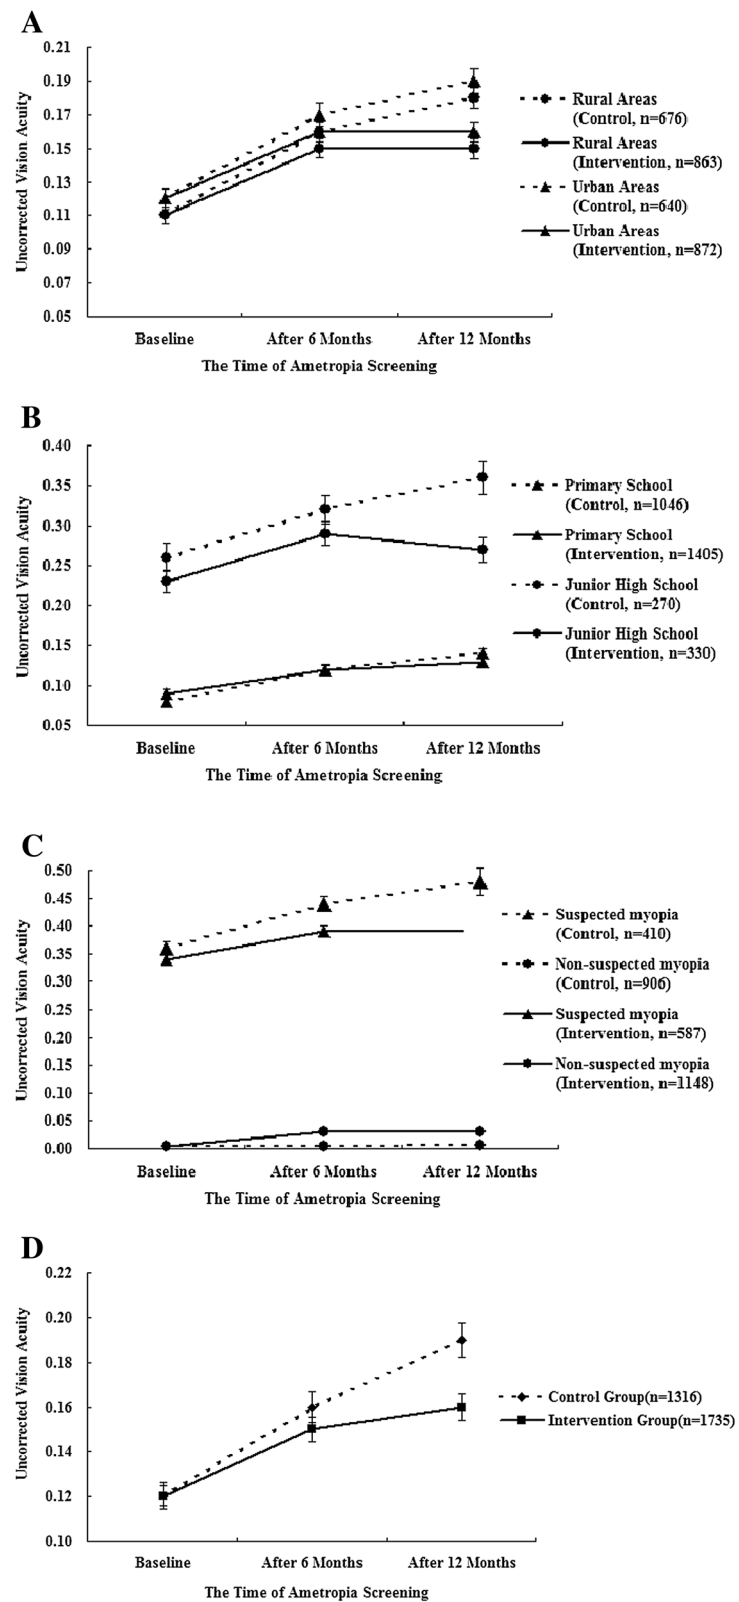 A
0.21
0.19
0.17
0.15
0.13
0.11
0.09
0.07
0.05
Uncorrected Vision Acuity
Baseline
After 6 Months
After 12 Months
The Time of Ametropia Screening
Rural Areas
(Control, n=676)
Rural Areas
(Intervention, n=863)
Urban Areas
(Control, n=640)
Urban Areas
(Intervention, n=872)
B
0.40
0.35
0.30
0.25
0.20
0.15
0.10
0.05
Uncorrected Vision Acuity
Baseline
After 6 Months
After 12 Months
The Time of Ametropia Screening
Primary School
(Control, n=1046)
Primary School
(Intervention, n=1405)
Junior High School
(Control, n=270)
Junior High School
(Intervention, n=330)
C
0.50
0.45
0.40
0.35
0.30
0.25
0.20
0.15
0.10
0.05
0.00
Uncorrected Vision Acuity
Baseline
After 6 Months
After 12 Months
The Time of Ametropia Screening
Suspected myopia
(Control, n=410)
Non-suspected myopia
(Control, n=906)
Suspected myopia
(Intervention, n=587)
Non-suspected myopia
(Intervention, n=1148)
D
0.22
0.20
0.18
0.16
0.14
0.12
0.10
Uncorrected Vision Acuity
Baseline
After 6 Months
After 12 Months
The Time of Ametropia Screening
Control Group(n=1316)
Intervention Group(n=1735)